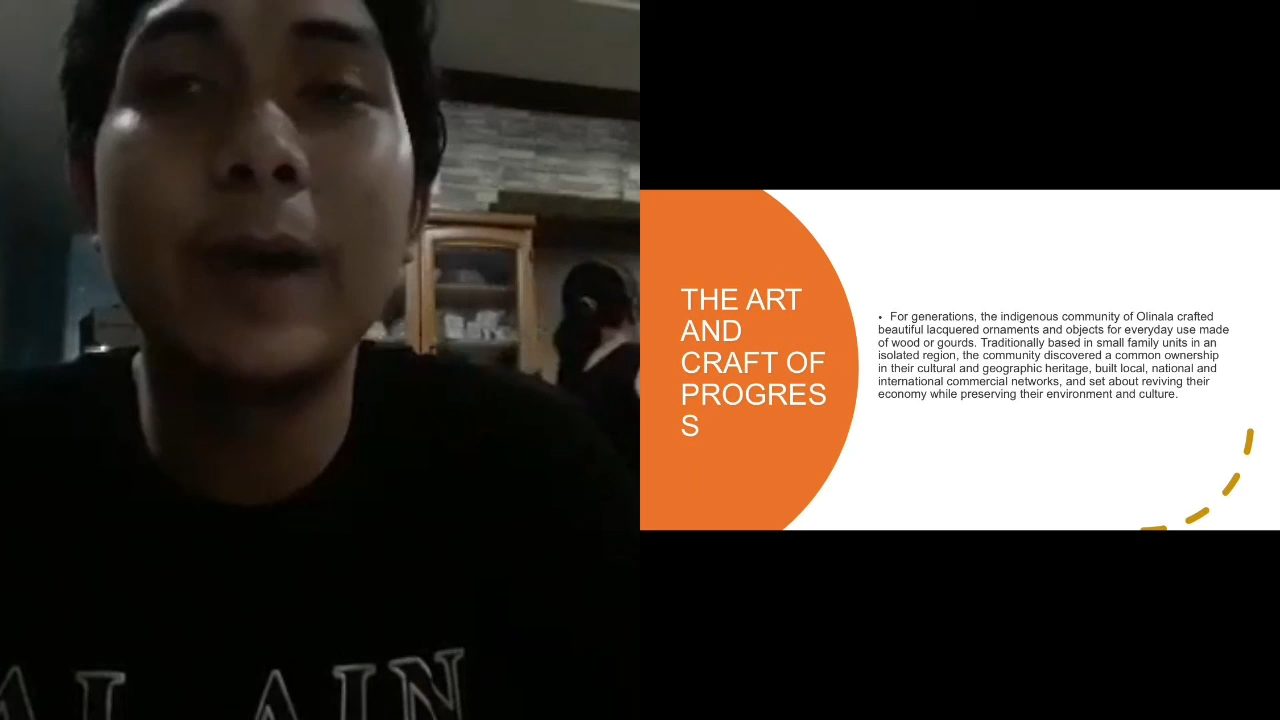 THE ART
AND
CRAFT OF
PROGRES
S
• For generations, the indigenous community of Olinala crafted
beautiful lacquered ornaments and objects for everyday use made
of wood or gourds. Traditionally based in small family units in an
isolated region, the community discovered a common ownership
in their cultural and geographic heritage, built local, national and
international commercial networks, and set about reviving their
economy while preserving their environment and culture.